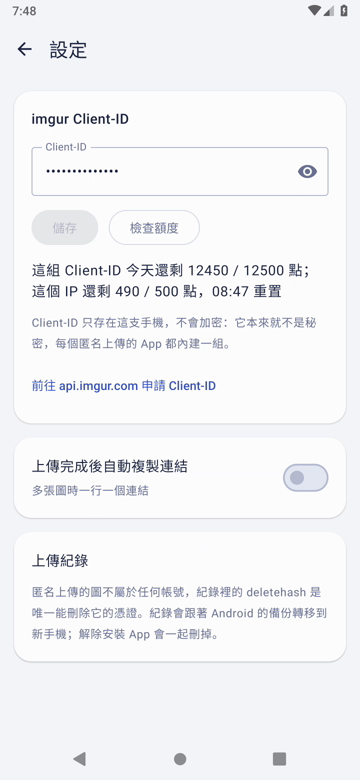 7:48
設定
imgur Client-ID
Client-ID
••••••••••••••
儲存
檢查額度
這組 Client-ID 今天還剩 12450 / 12500 點；
這個 IP 還剩 490 / 500 點，08:47 重置
Client-ID 只存在這支手機，不會加密：它本來就不是秘
密，每個匿名上傳的 App 都內建一組。
前往 api.imgur.com 申請 Client-ID
上傳完成後自動複製連結
多張圖時一行一個連結
上傳紀錄
匿名上傳的圖不屬於任何帳號，紀錄裡的 deletehash 是
唯一能刪除它的憑證。紀錄會跟著 Android 的備份轉移到
新手機；解除安裝 App 會一起刪掉。